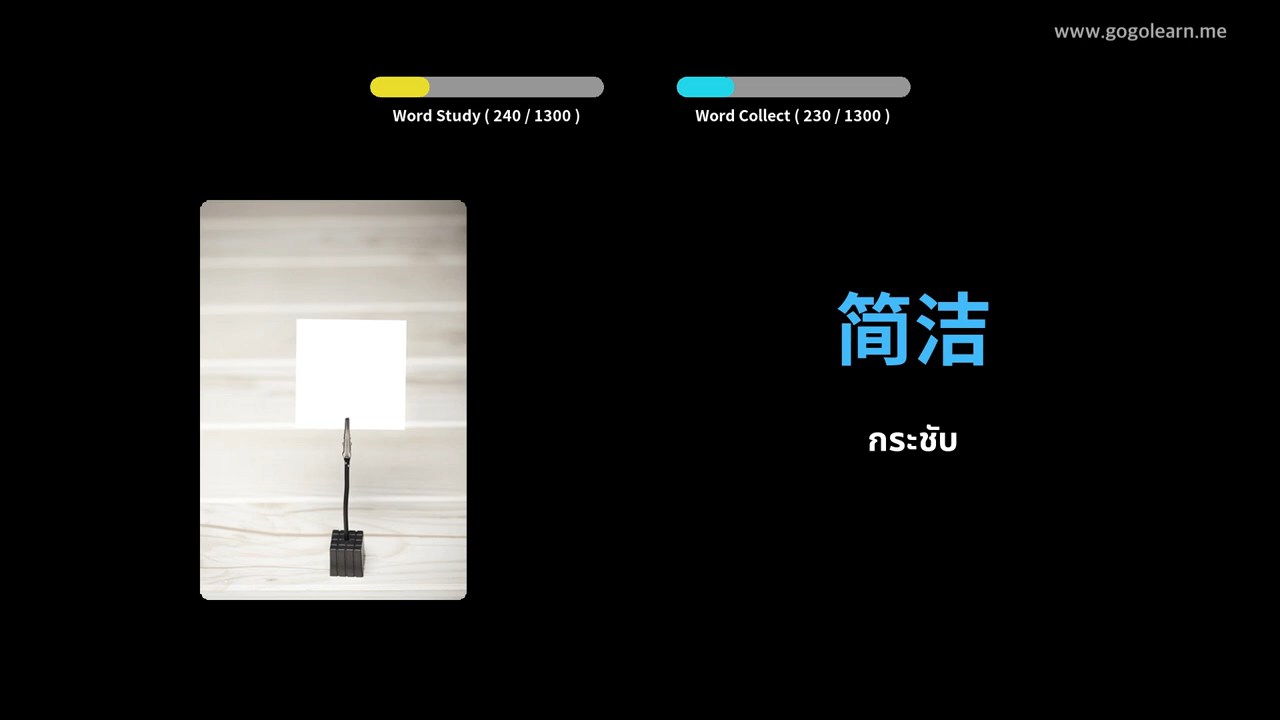 www.gogolearn.me
Word Study ( 240 / 1300 )
Word Collect ( 230 / 1300 )
简洁
กระชับ